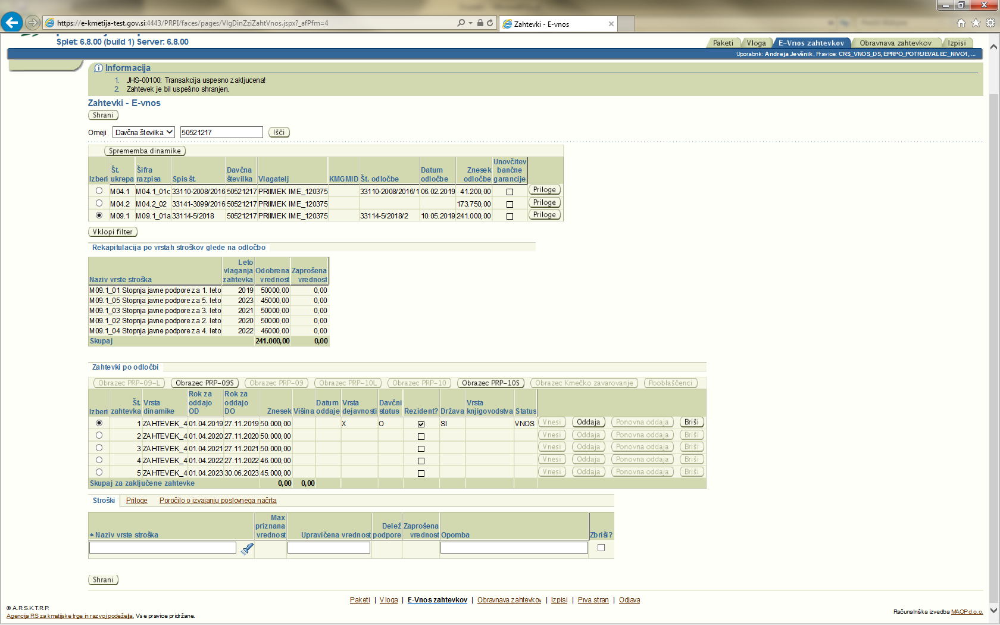 https://e-kmetija-test.gov.si:4443/PRPI/faces/pages/VlgDinZziZahtVnos.jspx?_afPfm=4
Zahtevki - E-vnos
Splet: 6.8.00 (build 1) Server: 6.8.00
Paketi Vloga E-Vnos zahtevkov Obravnava zahtevkov Izpisi
Uporabnik: Andreja Jevšnik, Pravice: CRS_VNOS_DS, EPRPO_POTRJEVALEC_NIVO1, ...
Informacija
1. JHS-00100: Transakcija uspesno zakljucena!
2. Zahtevek je bil uspešno shranjen.
Zahtevki - E-vnos
Shrani
Omeji Davčna številka 50521217 Išči
Sprememba dinamike
Izberi Št. ukrepa Šifra razpisa Spis št. Davčna številka Vlagatelj KMGMID Št. odločbe Datum odločbe Znesek odločbe Unovčitev bančne garancije
M04.1 M04.1_01c 33110-2008/2016 50521217 PRIIMEK IME_120375 33110-2008/2016/1 06.02.2019 41.200,00 Priloge
M04.2 M04.2_02 33141-3099/2016 50521217 PRIIMEK IME_120375 173.750,00 Priloge
M09.1 M09.1_01a 33114-5/2018 50521217 PRIIMEK IME_120375 33114-5/2018/2 10.05.2019 241.000,00 Priloge
Vklopi filter
Rekapitulacija po vrstah stroškov glede na odločbo
Naziv vrste stroška Leto vlaganja zahtevka Odobrena vrednost Zaprošena vrednost
M09.1_01 Stopnja javne podpore za 1. leto 2019 50000,00 0,00
M09.1_05 Stopnja javne podpore za 5. leto 2023 45000,00 0,00
M09.1_03 Stopnja javne podpore za 3. leto 2021 50000,00 0,00
M09.1_02 Stopnja javne podpore za 2. leto 2020 50000,00 0,00
M09.1_04 Stopnja javne podpore za 4. leto 2022 46000,00 0,00
Skupaj 241.000,00 0,00
Zahtevki po odločbi
Obrazec PRP-09-L Obrazec PRP-09S Obrazec PRP-09 Obrazec PRP-10L Obrazec PRP-10 Obrazec PRP-10S Obrazec Kmečko zavarovanje Pooblaščenci
Izberi Št. zahtevka Vrsta dinamike Rok za oddajo OD Rok za oddajo DO Znesek Višina Datum oddaje Vrsta dejavnosti Davčni status Rezident? Država Vrsta knjigovodstva Status
1 ZAHTEVEK_4 01.04.2019 27.11.2019 50.000,00 X O SI VNOS Vnesi Oddaja Ponovna oddaja Briši
2 ZAHTEVEK_4 01.04.2020 27.11.2020 50.000,00 Vnesi Oddaja Ponovna oddaja Briši
3 ZAHTEVEK_4 01.04.2021 27.11.2021 50.000,00 Vnesi Oddaja Ponovna oddaja Briši
4 ZAHTEVEK_4 01.04.2022 27.11.2022 46.000,00 Vnesi Oddaja Ponovna oddaja Briši
5 ZAHTEVEK_4 01.04.2023 30.06.2023 45.000,00 Vnesi Oddaja Ponovna oddaja Briši
Skupaj za zaključene zahtevke 0,00 0,00
Stroški Priloge Poročilo o izvajanju poslovnega načrta
* Naziv vrste stroška Max priznana vrednost Upravičena vrednost Delež podpore Zaprošena vrednost Opomba Zbriši?
Shrani
Paketi | Vloga | E-Vnos zahtevkov | Obravnava zahtevkov | Izpisi | Prva stran | Odjava
© A.R.S.K.T.R.P.
Agencija RS za kmetijske trge in razvoj podeželja, Vse pravice pridržane.
Računalniška izvedba MAOP d.o.o.